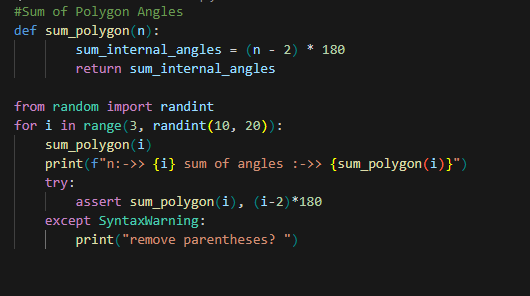 #Sum of Polygon Angles
def sum_polygon(n):
        sum_internal_angles = (n - 2) * 180
        return sum_internal_angles

from random import randint
for i in range(3, randint(10, 20)):
    sum_polygon(i)
    print(f"n:->> {i} sum of angles :->> {sum_polygon(i)}")
    try:
        assert sum_polygon(i), (i-2)*180
    except SyntaxWarning:
        print("remove parentheses? ")